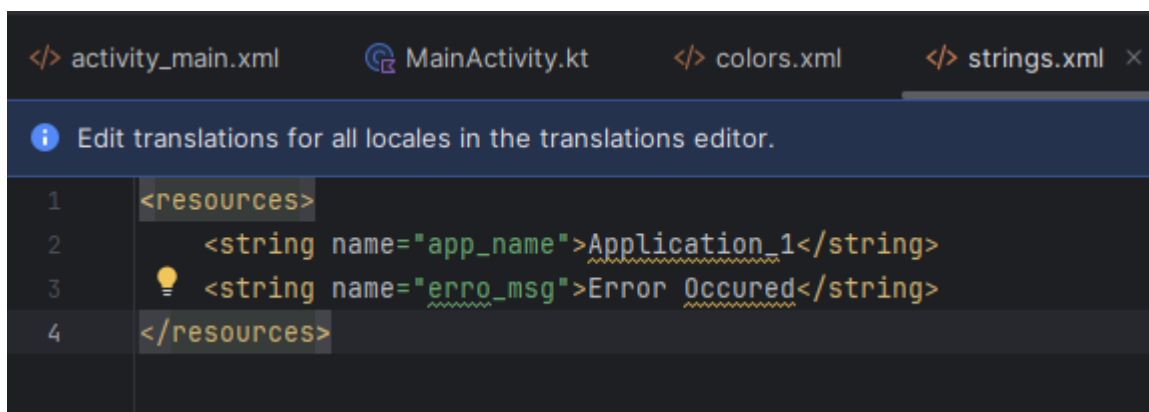 </> activity_main.xml MainActivity.kt </> colors.xml </> strings.xml ×
Edit translations for all locales in the translations editor.
1 <resources>
2 <string name="app_name">Application_1</string>
3 <string name="erro_msg">Error Occured</string>
4 </resources>